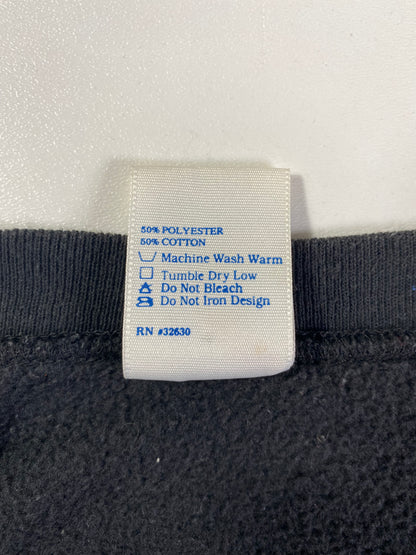 50% POLYESTER
50% COTTON
Machine Wash Warm
Tumble Dry Low
Do Not Bleach
Do Not Iron Design
RN #32630